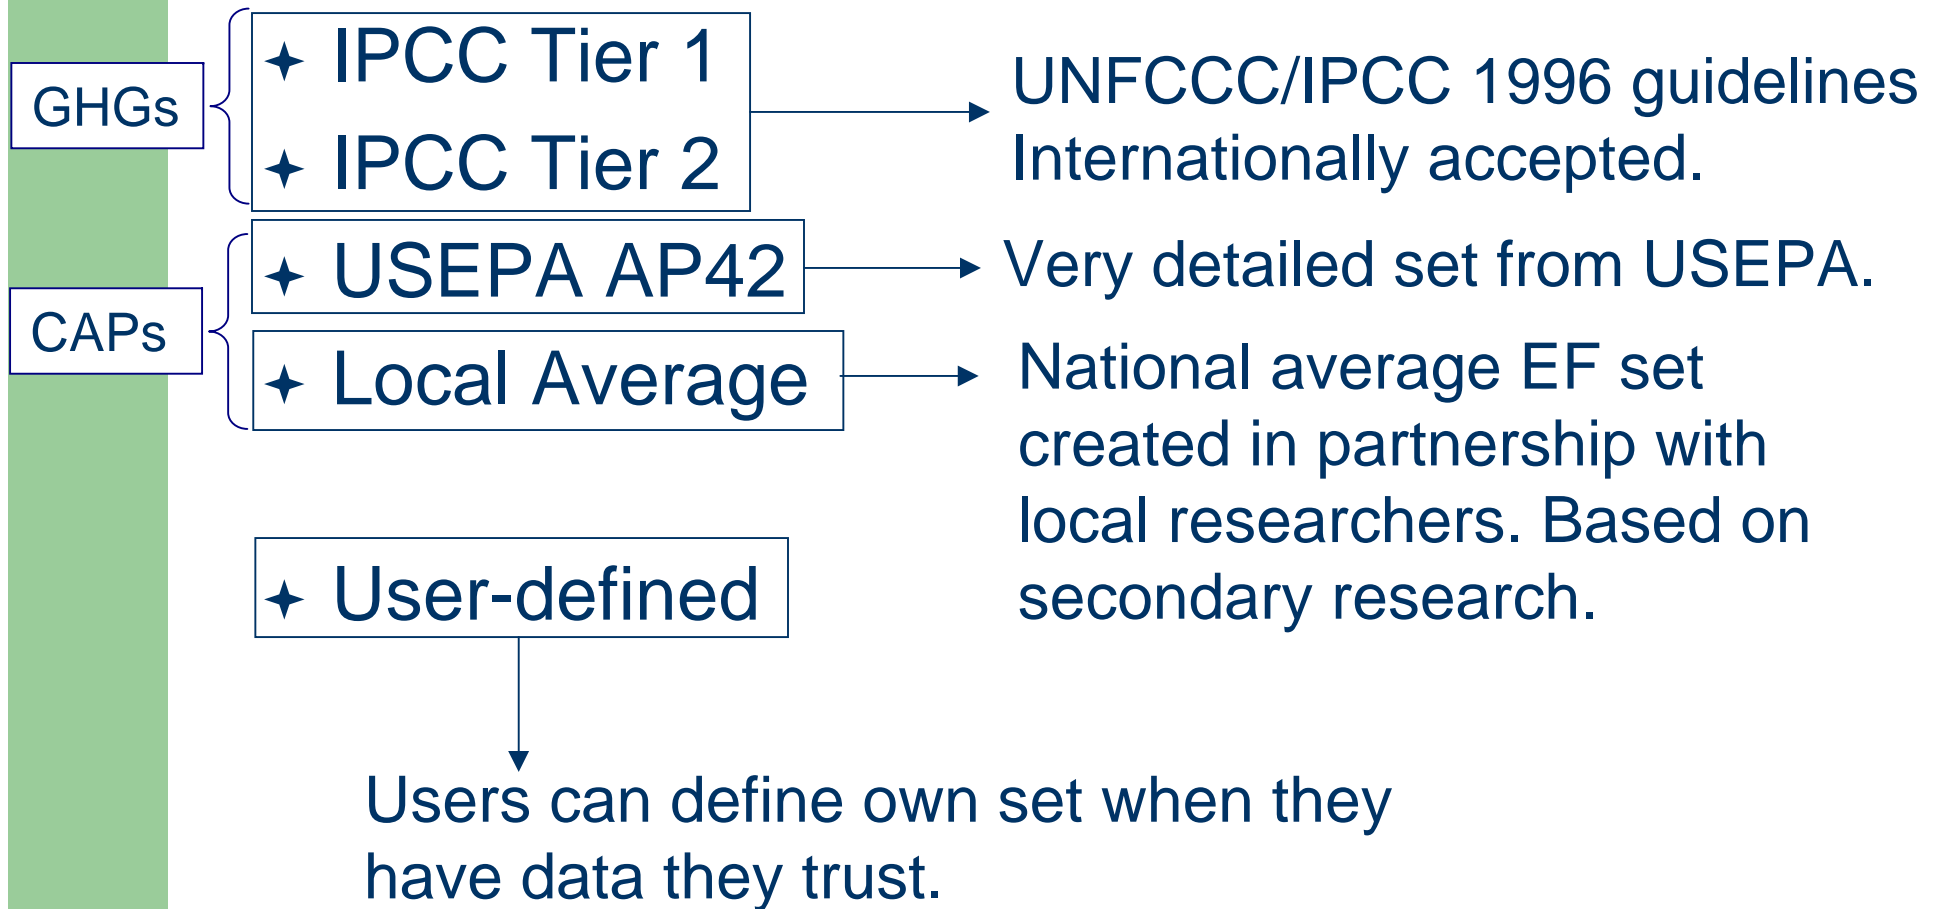 GHGs
IPCC Tier 1
IPCC Tier 2
UNFCCC/IPCC 1996 guidelines
Internationally accepted.
CAPs
USEPA AP42
Very detailed set from USEPA.
Local Average
National average EF set
created in partnership with
local researchers. Based on
secondary research.
User-defined
Users can define own set when they
have data they trust.